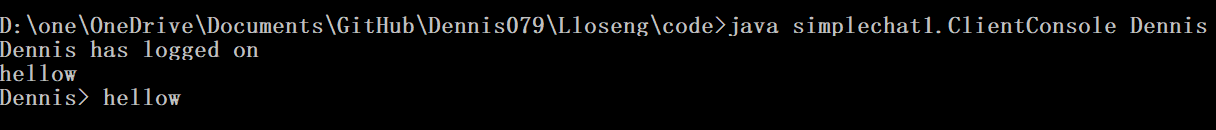 D:\one\OneDrive\Documents\GitHub\Dennis079\Lloseng\code>java simplechat1.ClientConsole Dennis
Dennis has logged on
hellow
Dennis> hellow